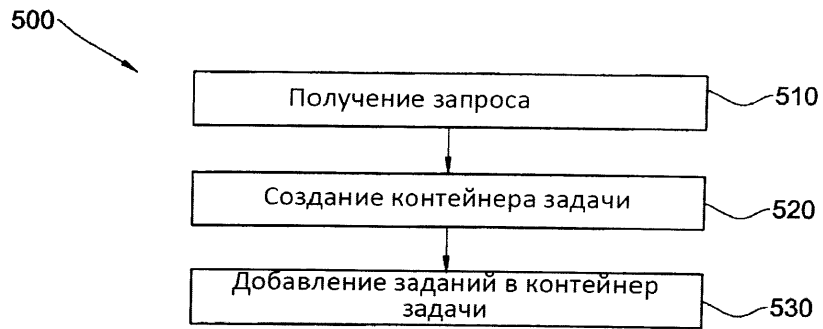 500
Получение запроса
510
Создание контейнера задачи
520
Добавление заданий в контейнер
задачи
530